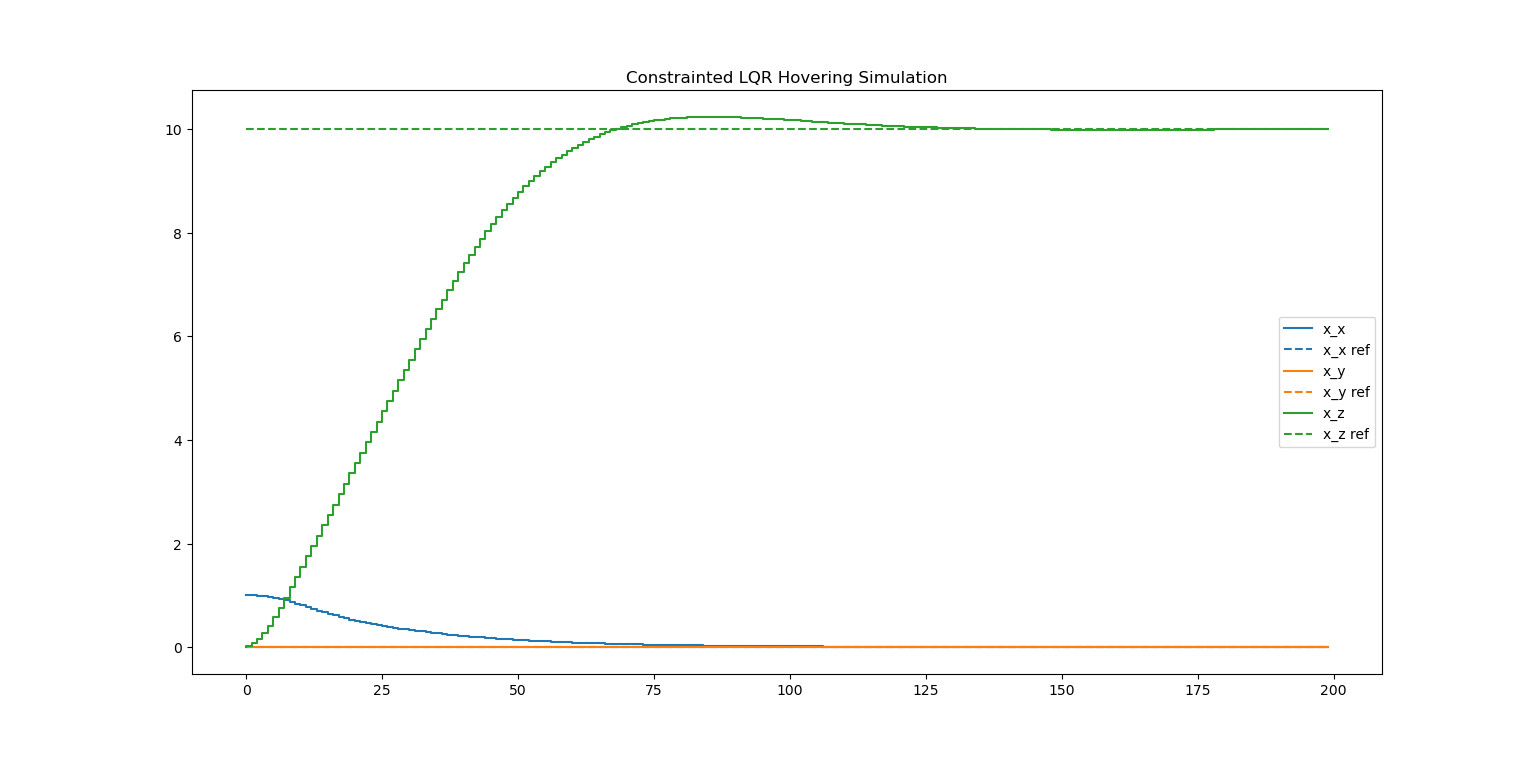 Constrainted LQR Hovering Simulation
10
8
6
4
2
0
x_x
x_x ref
x_y
x_y ref
x_z
x_z ref
0 25 50 75 100 125 150 175 200